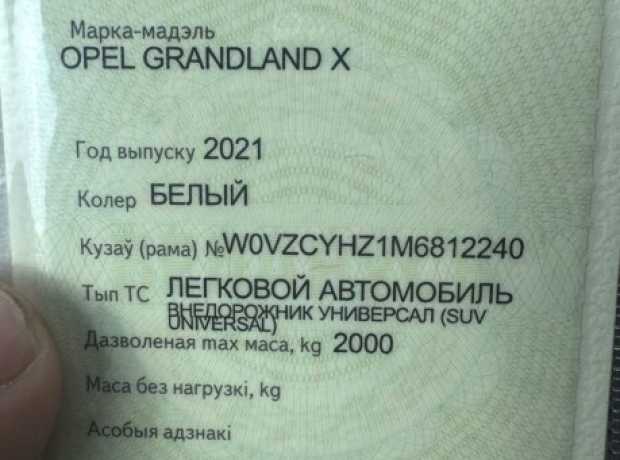 Марка-мадэль
OPEL GRANDLAND X
Год выпуску 2021
Колер БЕЛЫЙ
Кузаў (рама) №W0VZCYHZ1M6812240
Тып ТС ЛЕГКОВОЙ АВТОМОБИЛЬ
ВНЕДОРОЖНИК УНИВЕРСАЛ (SUV
UNIVERSAL)
Дазволеная max маса, kg 2000
Маса без нагрузкі, kg
Асобыя адзнакі